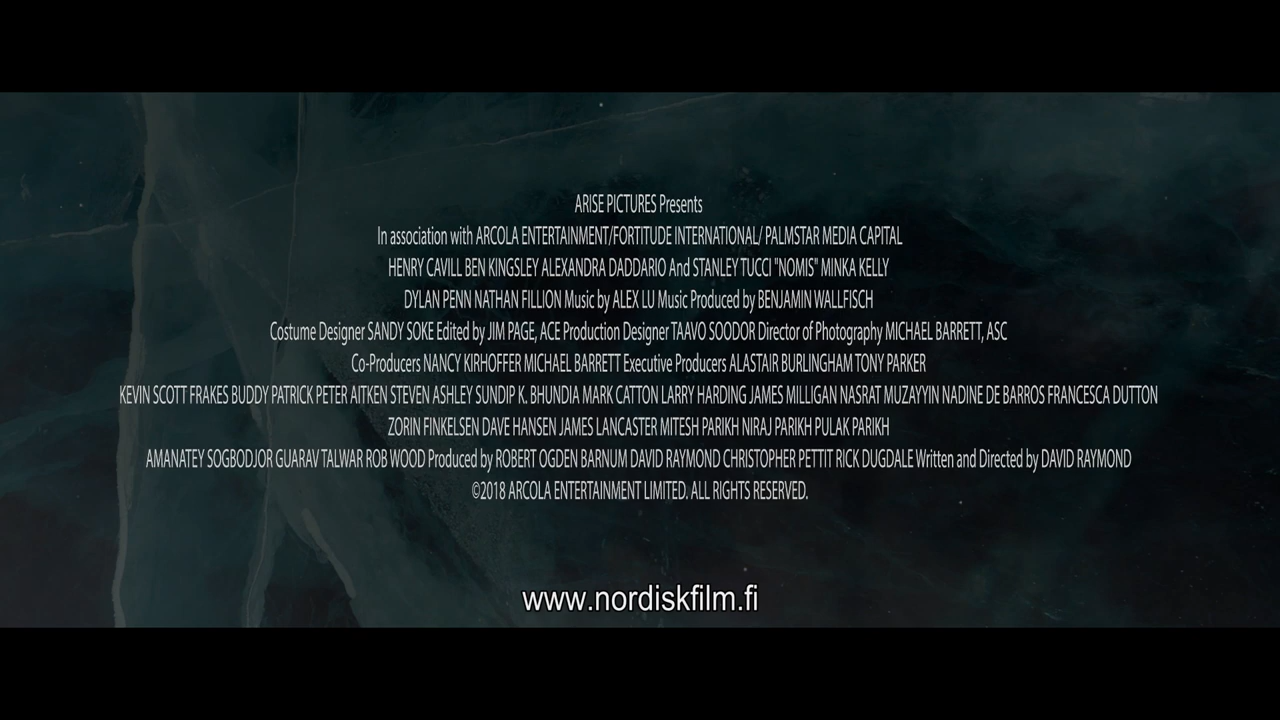 ARISE PICTURES Presents
In association with ARCOLA ENTERTAINMENT/FORTITUDE INTERNATIONAL/ PALMSTAR MEDIA CAPITAL
HENRY CAVILL BEN KINGSLEY ALEXANDRA DADDARIO And STANLEY TUCCI "NOMIS" MINKA KELLY
DYLAN PENN NATHAN FILLION Music by ALEX LU Music Produced by BENJAMIN WALLFISCH
Costume Designer SANDY SOKE Edited by JIM PAGE, ACE Production Designer TAAVO SOODOR Director of Photography MICHAEL BARRETT, ASC
Co-Producers NANCY KIRHOFFER MICHAEL BARRETT Executive Producers ALASTAIR BURLINGHAM TONY PARKER
KEVIN SCOTT FRAKES BUDDY PATRICK PETER AITKEN STEVEN ASHLEY SUNDIP K. BHUNDIA MARK CATTON LARRY HARDING JAMES MILLIGAN NASRAT MUZAYYIN NADINE DE BARROS FRANCESCA DUTTON
ZORIN FINKELSEN DAVE HANSEN JAMES LANCASTER MITESH PARIKH NIRAJ PARIKH PULAK PARIKH
AMANATEY SOGBODJOR GUARAV TALWAR ROB WOOD Produced by ROBERT OGDEN BARNUM DAVID RAYMOND CHRISTOPHER PETTIT RICK DUGDALE Written and Directed by DAVID RAYMOND
©2018 ARCOLA ENTERTAINMENT LIMITED. ALL RIGHTS RESERVED.
www.nordiskfilm.fi